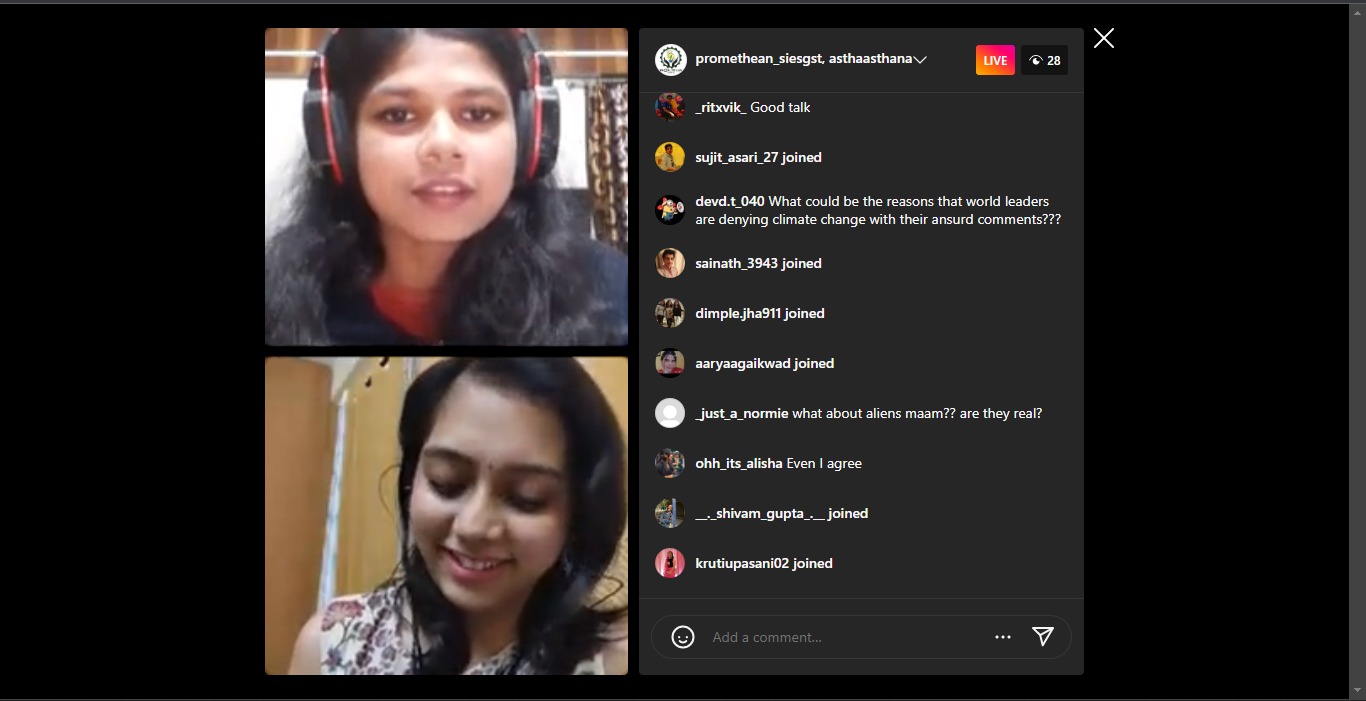 promethean_siesgst, asthaasthana
LIVE
28
_ritxvik_ Good talk
sujit_asari_27 joined
devd.t_040 What could be the reasons that world leaders
are denying climate change with their ansurd comments???
sainath_3943 joined
dimple.jha911 joined
aaryaagaikwad joined
_just_a_normie what about aliens maam?? are they real?
ohh_its_alisha Even I agree
__._shivam_gupta_.__ joined
krutiupasani02 joined
Add a comment...